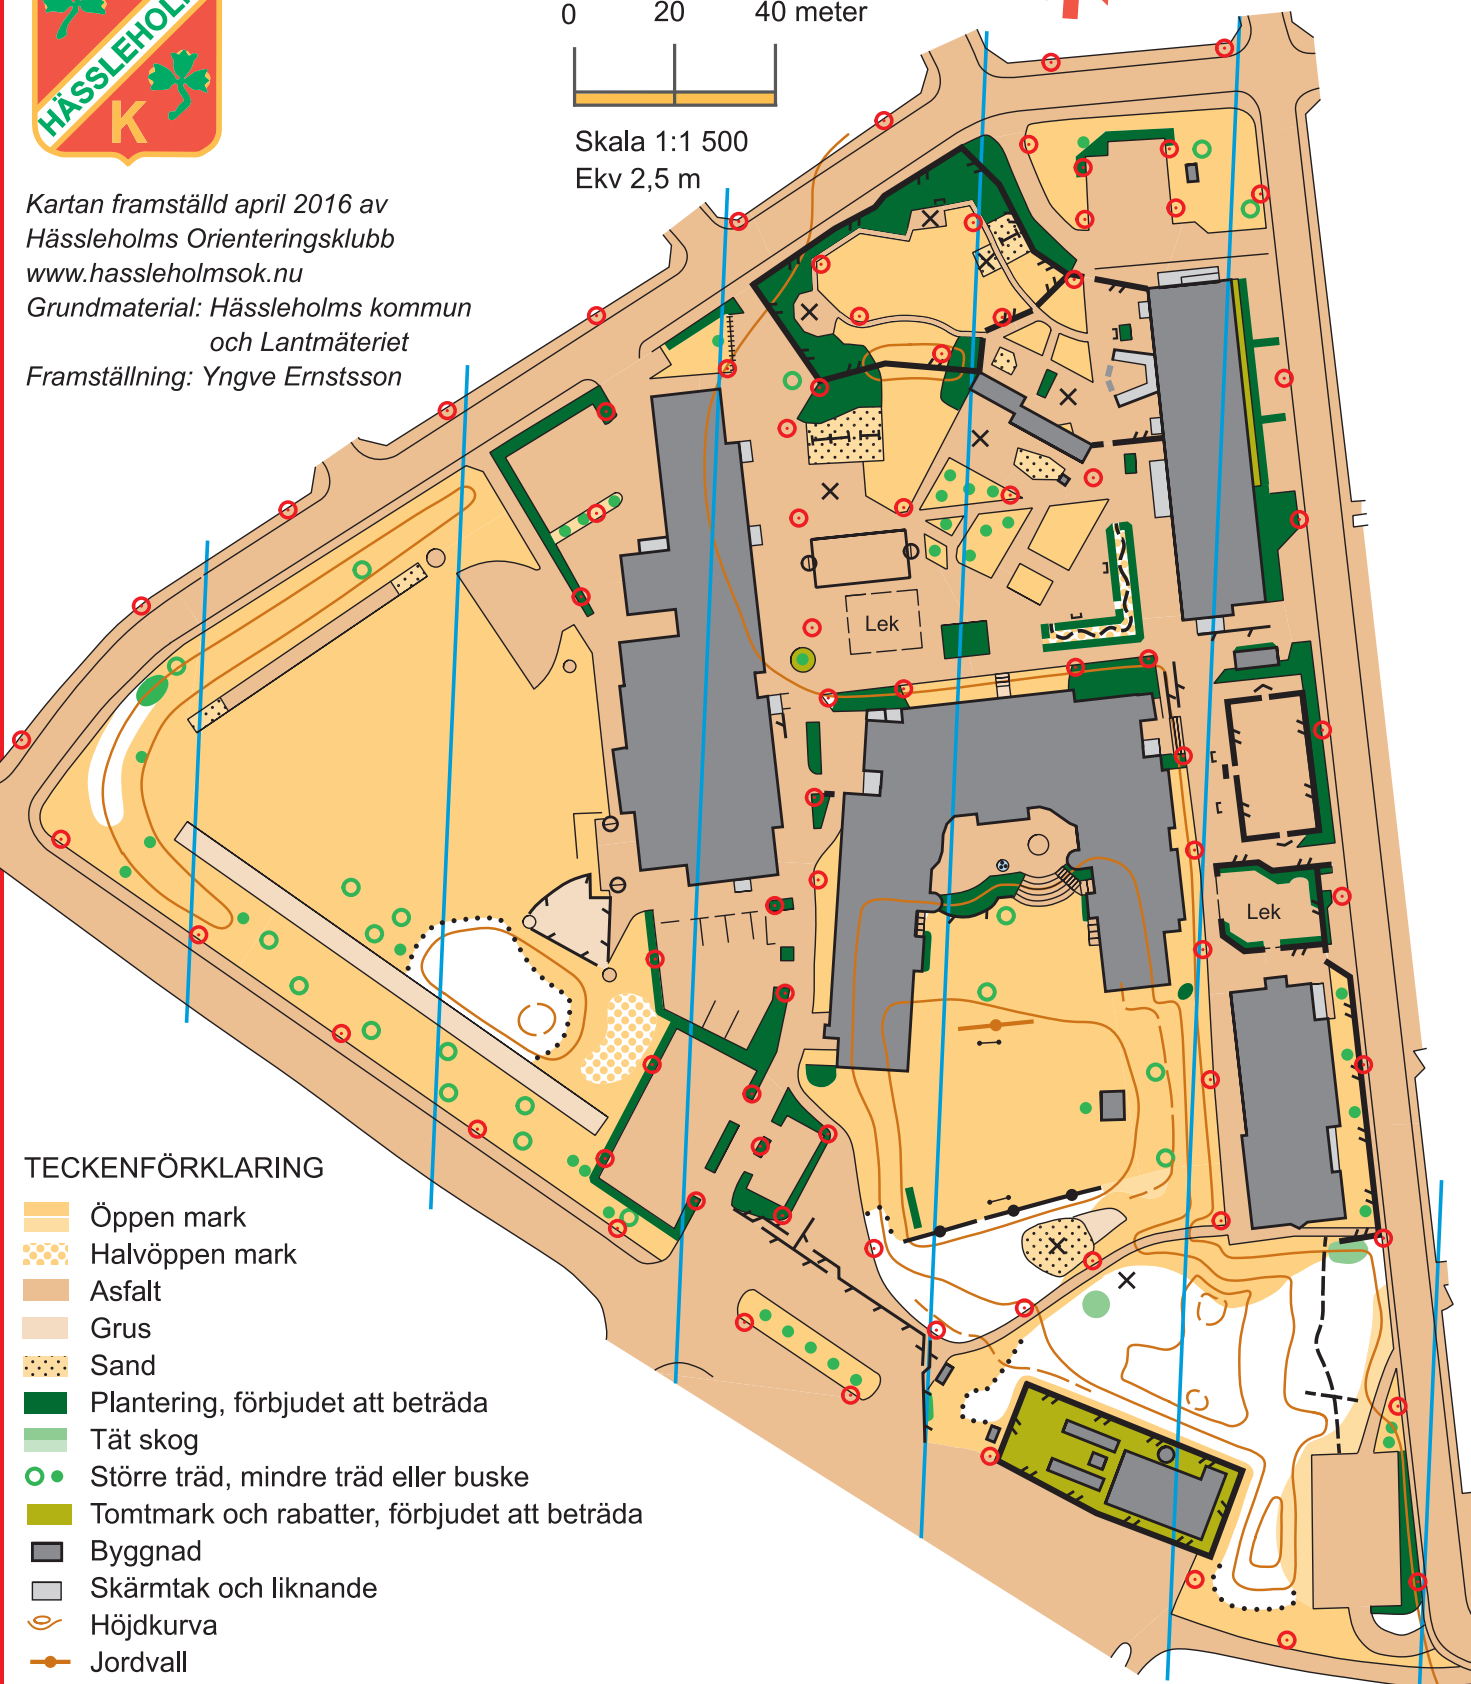 HÄSSLEHOLM
K
0 20 40 meter
Skala 1:1 500
Ekv 2,5 m
Kartan framställd april 2016 av
Hässleholms Orienteringsklubb
www.hassleholmsok.nu
Grundmaterial: Hässleholms kommun
och Lantmäteriet
Framställning: Yngve Ernstsson
Lek
Lek
TECKENFÖRKLARING
Öppen mark
Halvöppen mark
Asfalt
Grus
Sand
Plantering, förbjudet att beträda
Tät skog
Större träd, mindre träd eller buske
Tomtmark och rabatter, förbjudet att beträda
Byggnad
Skärmtak och liknande
Höjdkurva
Jordvall